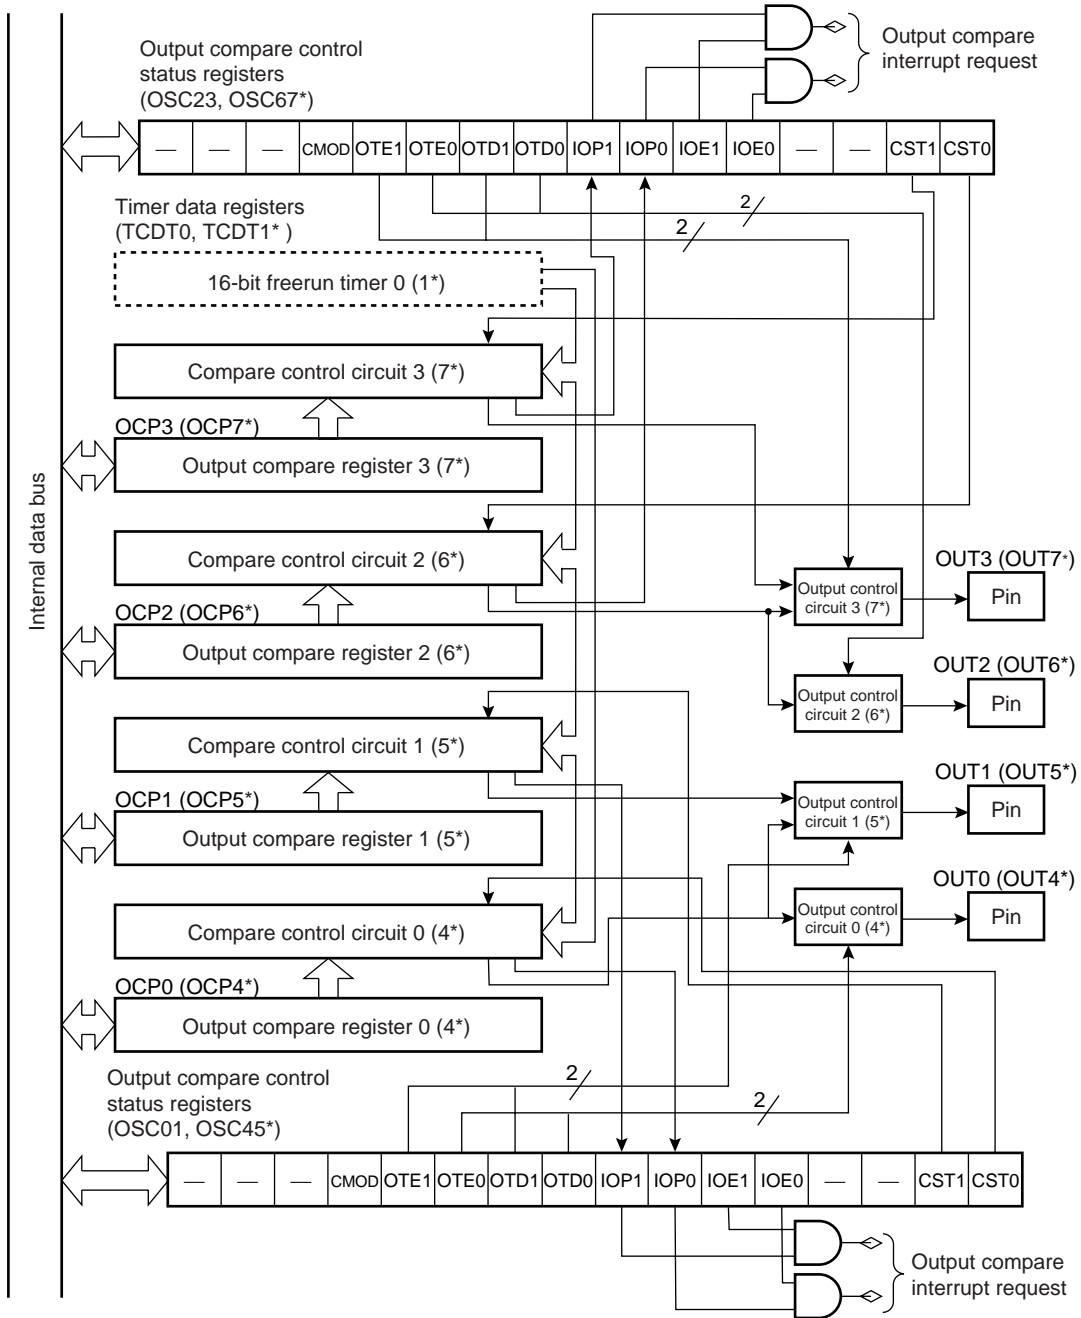 Output compare control
status registers
(OSC23, OSC67*)
Output compare
interrupt request
— — — CMOD OTE1 OTE0 OTD1 OTD0 IOP1 IOP0 IOE1 IOE0 — — CST1 CST0
Timer data registers
(TCDT0, TCDT1* )
2
2
16-bit freerun timer 0 (1*)
Compare control circuit 3 (7*)
OCP3 (OCP7*)
Output compare register 3 (7*)
Internal data bus
Compare control circuit 2 (6*)
OCP2 (OCP6*)
Output compare register 2 (6*)
Output control
circuit 3 (7*)
OUT3 (OUT7*)
Pin
Output control
circuit 2 (6*)
OUT2 (OUT6*)
Pin
Compare control circuit 1 (5*)
OCP1 (OCP5*)
Output compare register 1 (5*)
Output control
circuit 1 (5*)
OUT1 (OUT5*)
Pin
Compare control circuit 0 (4*)
OCP0 (OCP4*)
Output compare register 0 (4*)
Output control
circuit 0 (4*)
OUT0 (OUT4*)
Pin
Output compare control
status registers
(OSC01, OSC45*)
2
2
— — — CMOD OTE1 OTE0 OTD1 OTD0 IOP1 IOP0 IOE1 IOE0 — — CST1 CST0
Output compare
interrupt request